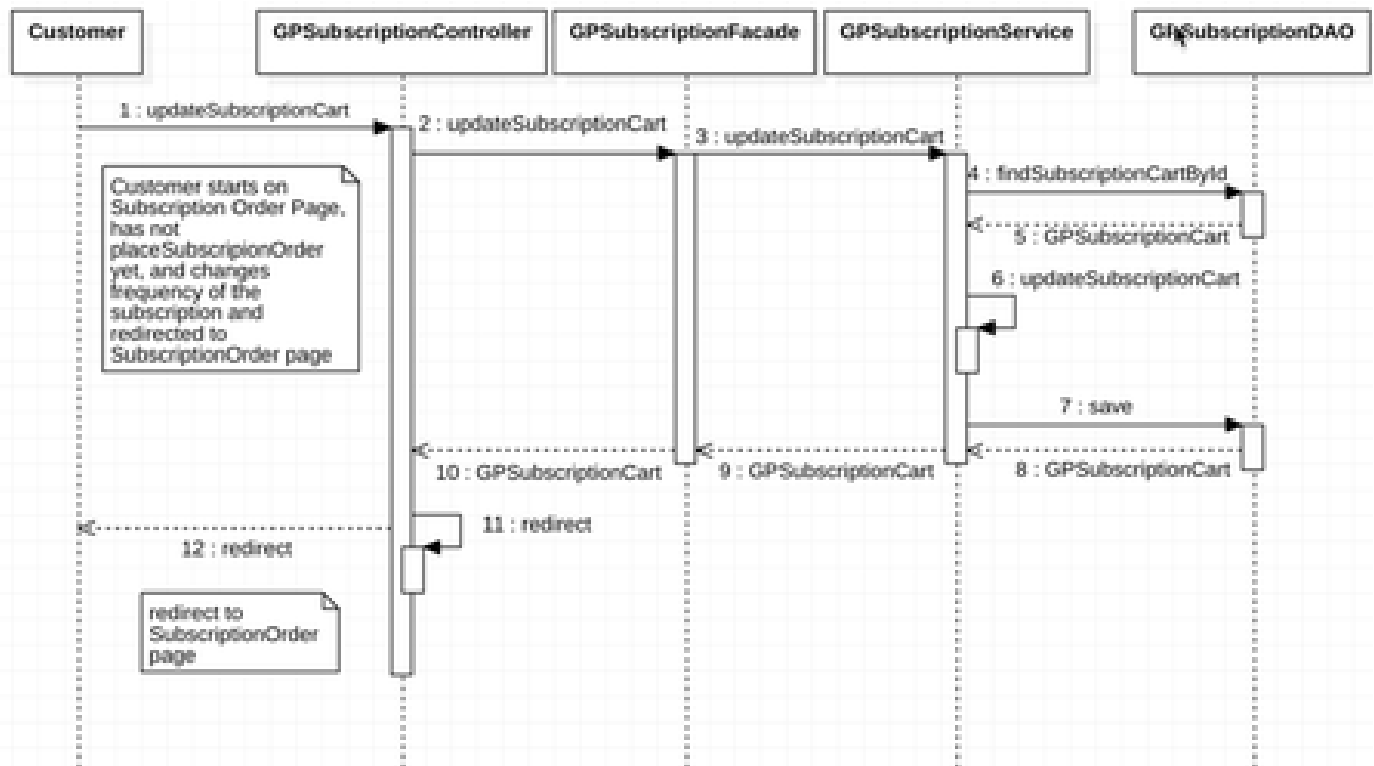 Customer
GPSubscriptionController
GPSubscriptionFacade
GPSubscriptionService
GPSubscriptionDAO
1 : updateSubscriptionCart
2 : updateSubscriptionCart
3 : updateSubscriptionCart
4 : findSubscriptionCartById
5 : GPSubscriptionCart
Customer starts on
Subscription Order Page,
has not
placeSubscripionOrder
yet, and changes
frequency of the
subscription and
redirected to
SubscriptionOrder page
6 : updateSubscriptionCart
7 : save
8 : GPSubscriptionCart
9 : GPSubscriptionCart
10 : GPSubscriptionCart
11 : redirect
12 : redirect
redirect to
SubscriptionOrder
page